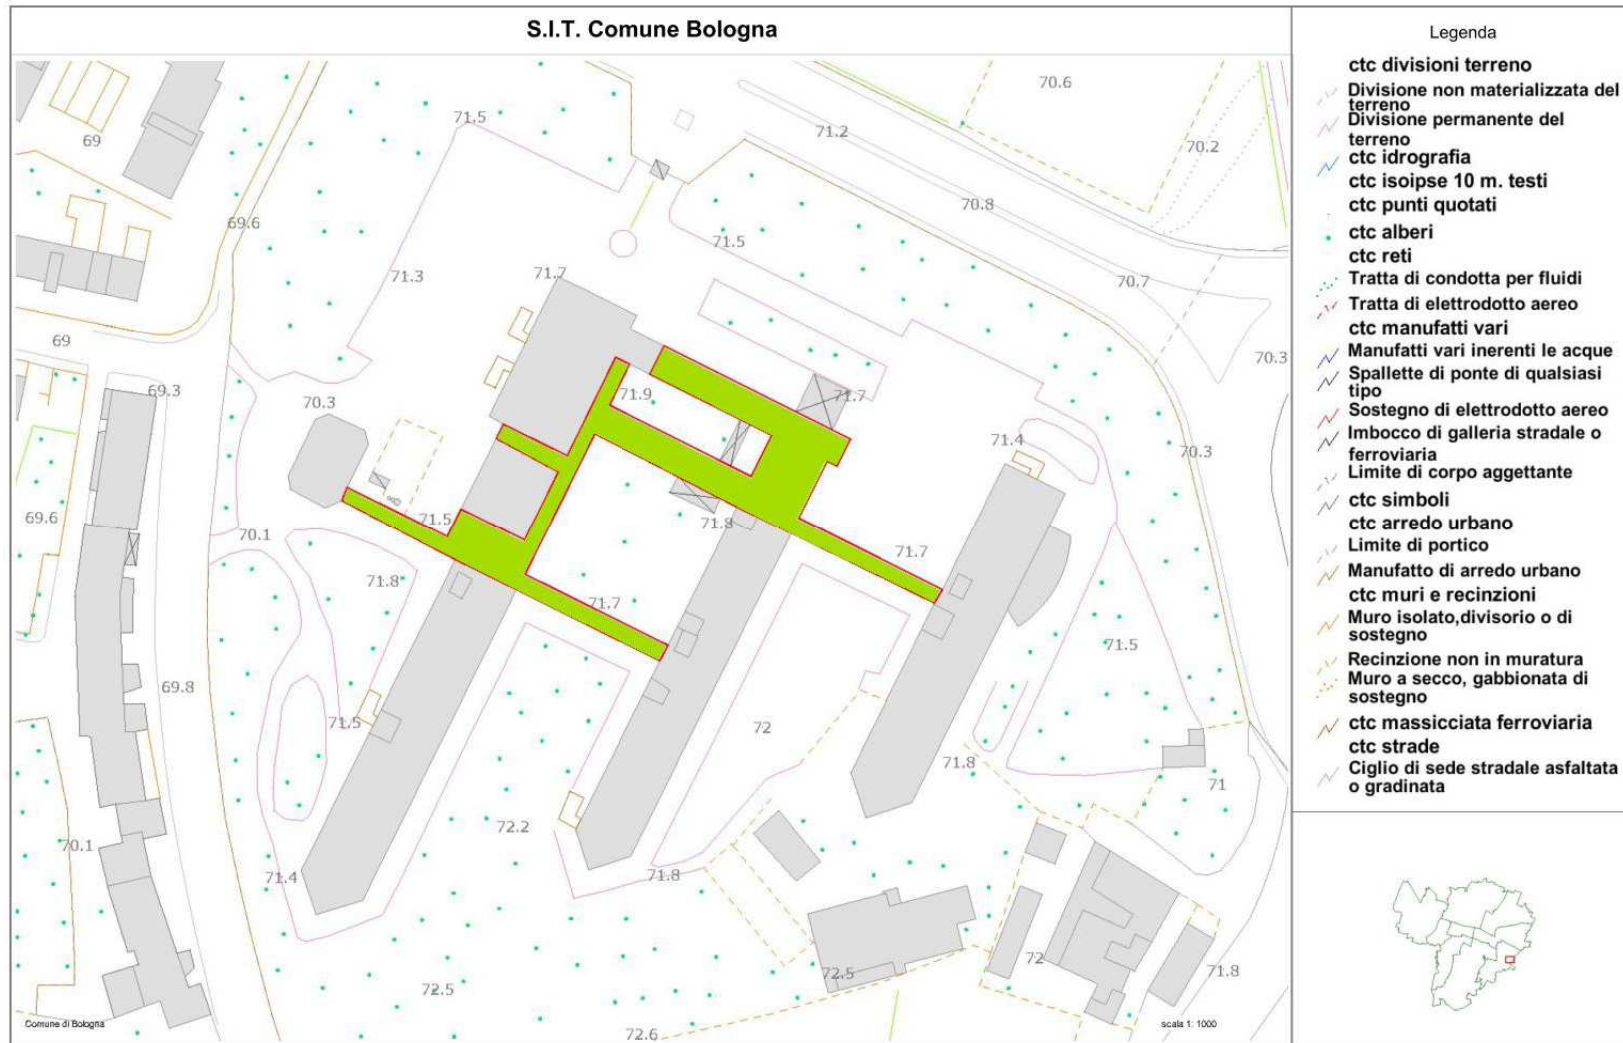 S.I.T. Comune Bologna
Legenda
ctc divisioni terreno
Divisione non materializzata del
terreno
Divisione permanente del
terreno
ctc idrografia
ctc isoipse 10 m. testi
ctc punti quotati
ctc alberi
ctc reti
Tratta di condotta per fluidi
Tratta di elettrodotto aereo
ctc manufatti vari
Manufatti vari inerenti le acque
Spallette di ponte di qualsiasi
tipo
Sostegno di elettrodotto aereo
Imbocco di galleria stradale o
ferroviaria
Limite di corpo aggettante
ctc simboli
ctc arredo urbano
Limite di portico
Manufatto di arredo urbano
ctc muri e recinzioni
Muro isolato,divisorio o di
sostegno
Recinzione non in muratura
Muro a secco, gabbionata di
sostegno
ctc massicciata ferroviaria
ctc strade
Ciglio di sede stradale asfaltata
o gradinata
70.6
71.5
71.2
69
70.2
70.8
69.6
71.5
71.3
71.7
70.7
69
70.3
69.3
71.9
71.7
70.3
71.4
70.3
69.6
71.5
71.8
70.1
71.7
71.8
71.7
71.5
69.8
71.5
72
71.8
71
72.2
70.1
71.4
71.8
72.5
72
71.8
72.5
72.6
Comune di Bologna
scala 1: 1000